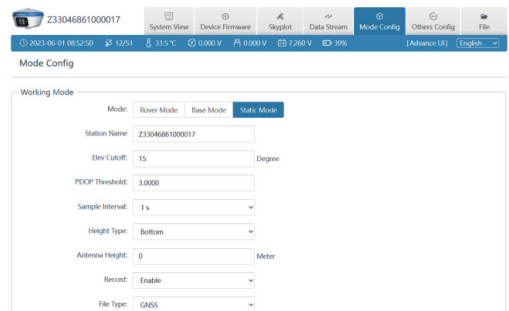 Z33046861000017
System View Device Firmware Skyplot Data Stream Mode Config Others Config File
2023-06-01 08:52:50 12/51 33.5 °C 0.000 V 0.000 V 7.260 V 39% [Advance UI] English
Mode Config
Working Mode
Mode: Rover Mode Base Mode Static Mode
Station Name Z33046861000017
Elev Cutoff: 15 Degree
PDOP Threshold: 3.0000
Sample Interval: 1 s
Height Type: Bottom
Antenna Height: 0 Meter
Record: Enable
File Type: GNSS